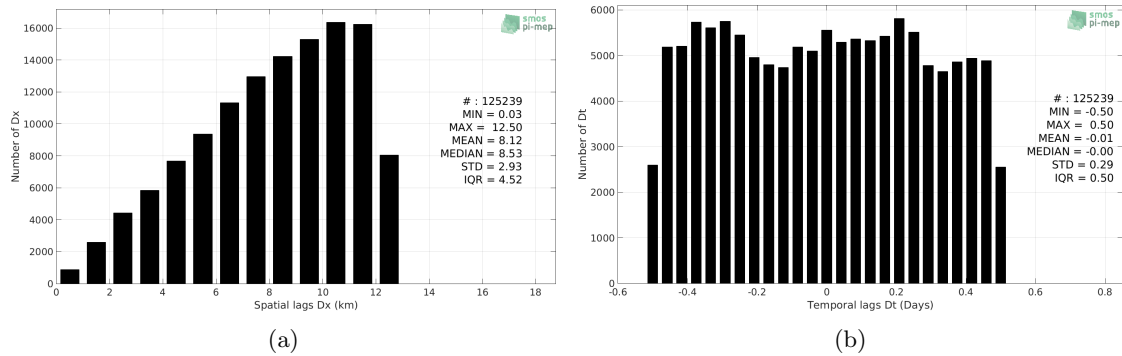 16000
14000
12000
10000
8000
6000
4000
2000
0
Number of Dx
smos
pi-mep
# : 125239
MIN = 0.03
MAX = 12.50
MEAN = 8.12
MEDIAN = 8.53
STD = 2.93
IQR = 4.52
0 2 4 6 8 10 12 14 16 18
Spatial lags Dx (km)
(a)
6000
5000
4000
3000
2000
1000
0
Number of Dt
smos
pi-mep
# : 125239
MIN = -0.50
MAX = 0.50
MEAN = -0.01
MEDIAN = -0.00
STD = 0.29
IQR = 0.50
-0.6 -0.4 -0.2 0 0.2 0.4 0.6 0.8
Temporal lags Dt (Days)
(b)